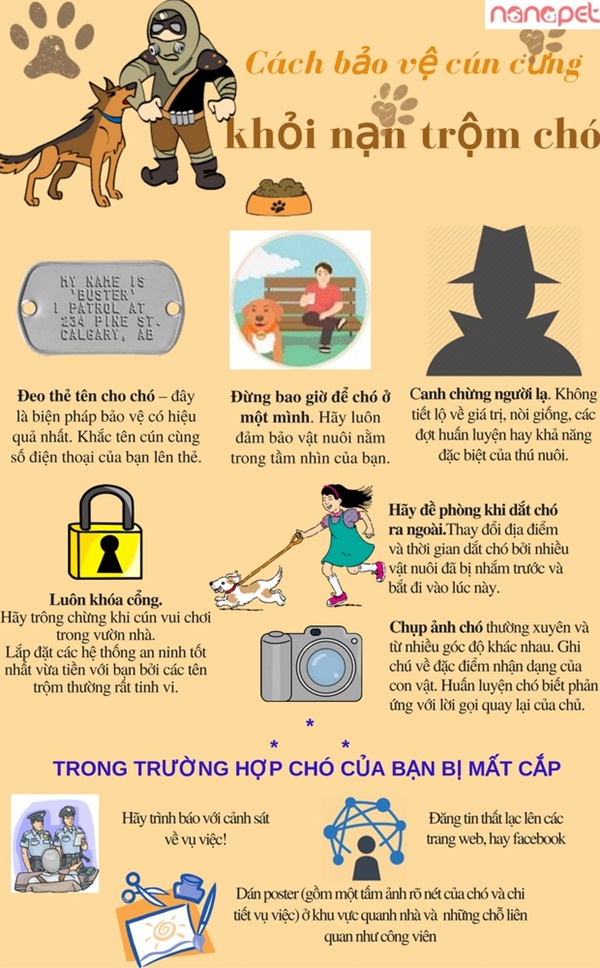 nanapet
Cách bảo vệ cún cưng
khỏi nạn trộm chó
MY NAME IS
'BUSTER'
I PATROL AT
234 PINE ST.
CALGARY, AB
Đeo thẻ tên cho chó – đây
là biện pháp bảo vệ có hiệu
quả nhất. Khắc tên cún cùng
số điện thoại của bạn lên thẻ.
Đừng bao giờ để chó ở
một mình. Hãy luôn
đảm bảo vật nuôi nằm
trong tầm nhìn của bạn.
Canh chừng người lạ. Không
tiết lộ về giá trị, nòi giống, các
đợt huấn luyện hay khả năng
đặc biệt của thú nuôi.
Luôn khóa cổng.
Hãy trông chừng khi cún vui chơi
trong vườn nhà.
Lắp đặt các hệ thống an ninh tốt
nhất vừa tiền với bạn bởi các tên
trộm thường rất tinh vi.
Hãy đề phòng khi dắt chó
ra ngoài.Thay đổi địa điểm
và thời gian dắt chó bởi nhiều
vật nuôi đã bị nhắm trước và
bắt đi vào lúc này.
Chụp ảnh chó thường xuyên và
từ nhiều góc độ khác nhau. Ghi
chú về đặc điểm nhận dạng của
con vật. Huấn luyện chó biết phản
ứng với lời gọi quay lại của chủ.
*
* *
TRONG TRƯỜNG HỢP CHÓ CỦA BẠN BỊ MẤT CẮP
Hãy trình báo với cảnh sát
về vụ việc!
Đăng tin thất lạc lên các
trang web, hay facebook
Dán poster (gồm một tấm ảnh rõ nét của chó và chi
tiết vụ việc) ở khu vực quanh nhà và những chỗ liên
quan như công viên